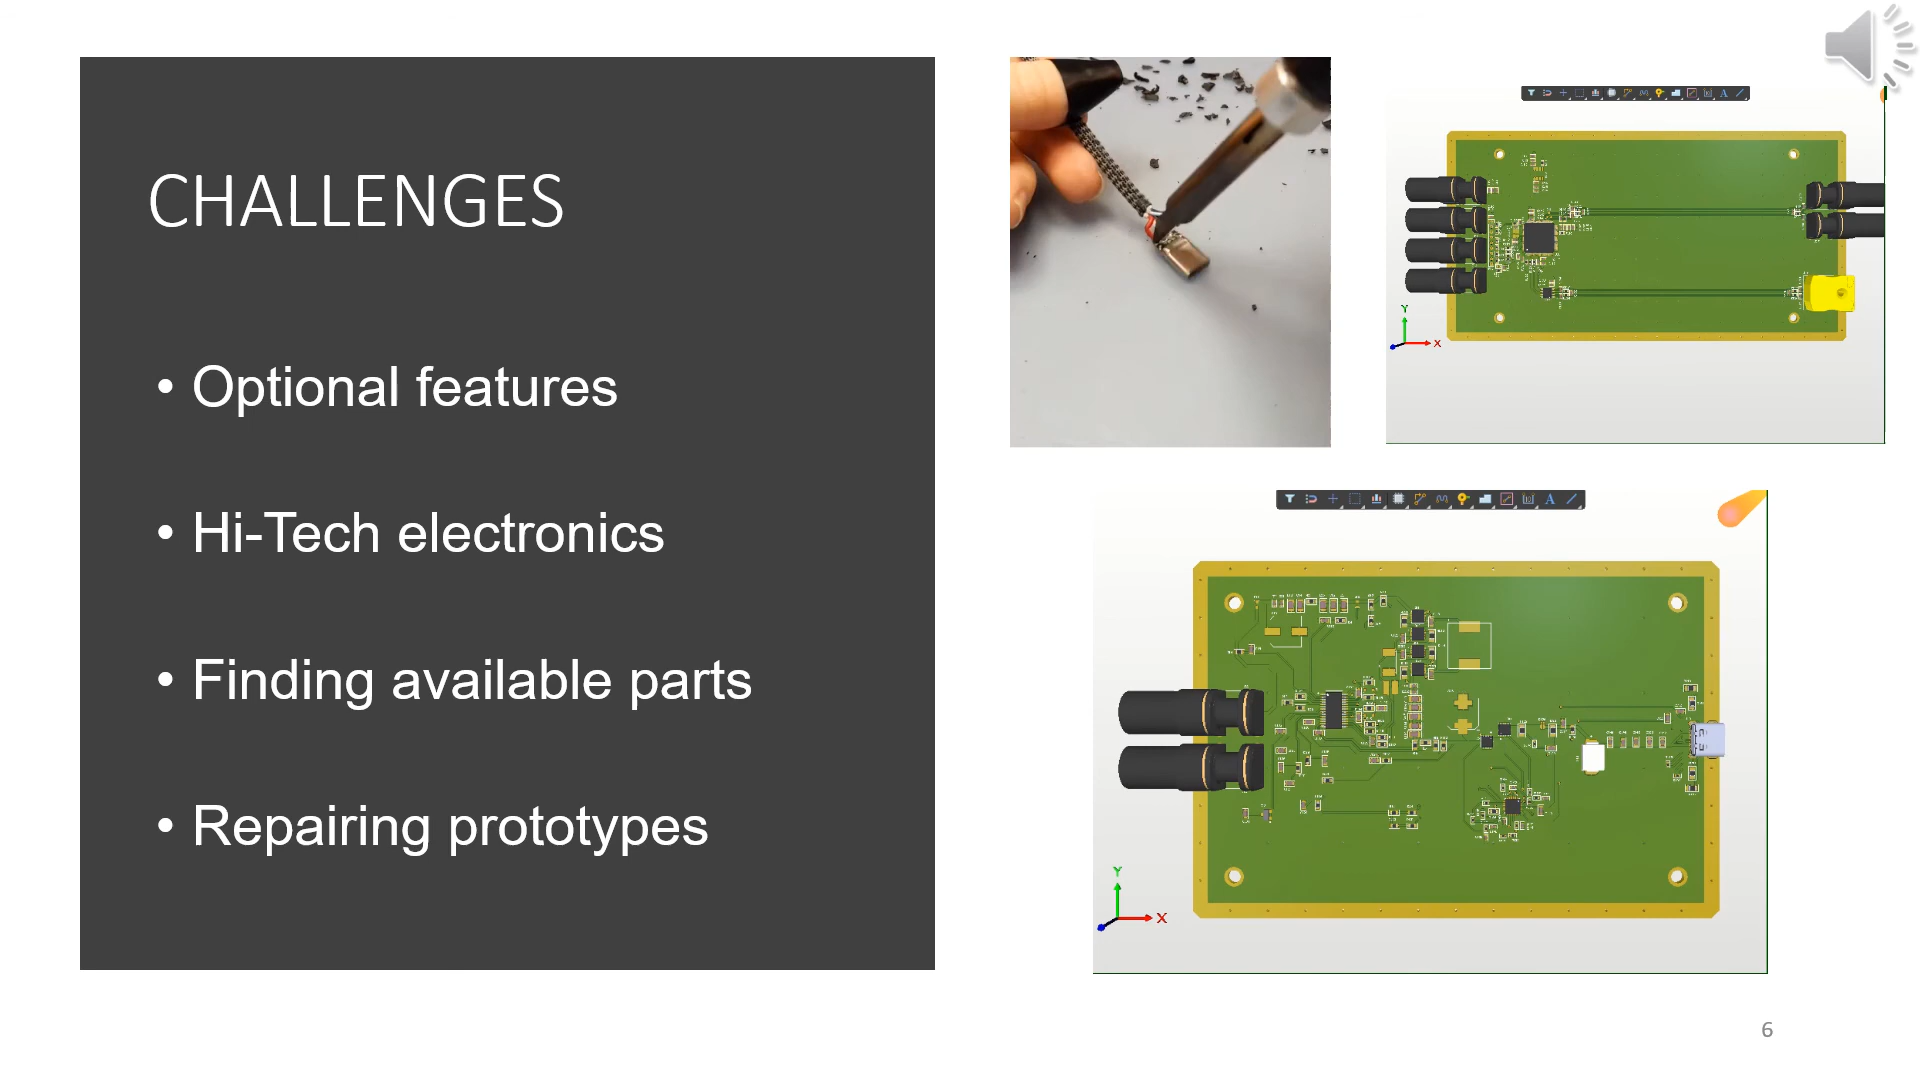 CHALLENGES
• Optional features
• Hi-Tech electronics
• Finding available parts
• Repairing prototypes
Y
X
Y
X
6